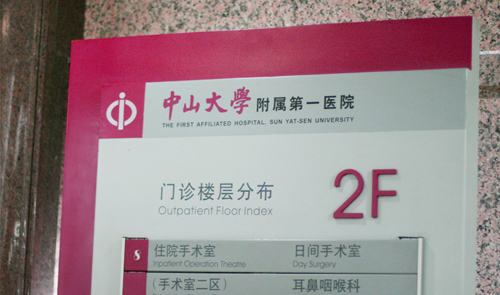 中山大學 附属第一医院
THE FIRST AFFILIATED HOSPITAL, SUN YAT-SEN UNIVERSITY
门诊楼层分布 2F
Outpatient Floor Index
8 住院手术室 日间手术室
Inpatient Operation Theatre Day Surgery
(手术室二区) 耳鼻咽喉科